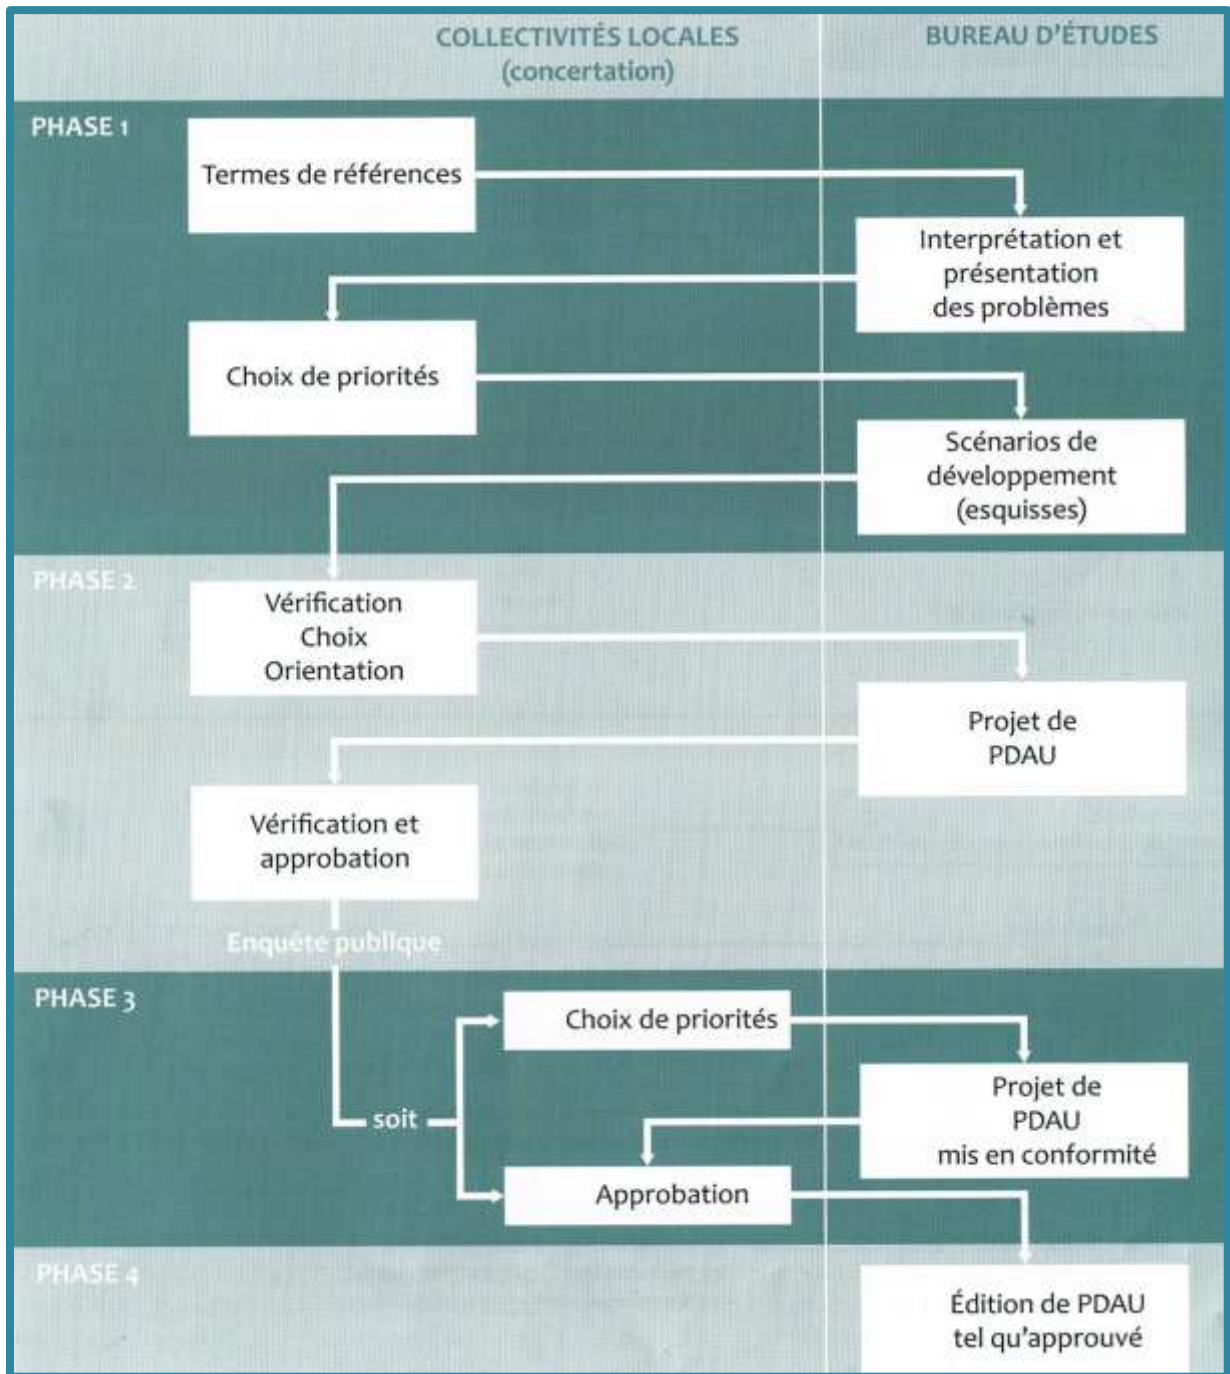 COLLECTIVITÉS LOCALES
(concertation)
BUREAU D'ÉTUDES
PHASE 1
Termes de références
Interprétation et
présentation
des problèmes
Choix de priorités
Scénarios de
développement
(esquisses)
PHASE 2
Vérification
Choix
Orientation
Projet de
PDAU
Vérification et
approbation
Enquête publique
PHASE 3
Choix de priorités
Projet de
PDAU
mis en conformité
soit
Approbation
PHASE 4
Édition de PDAU
tel qu'approuvé